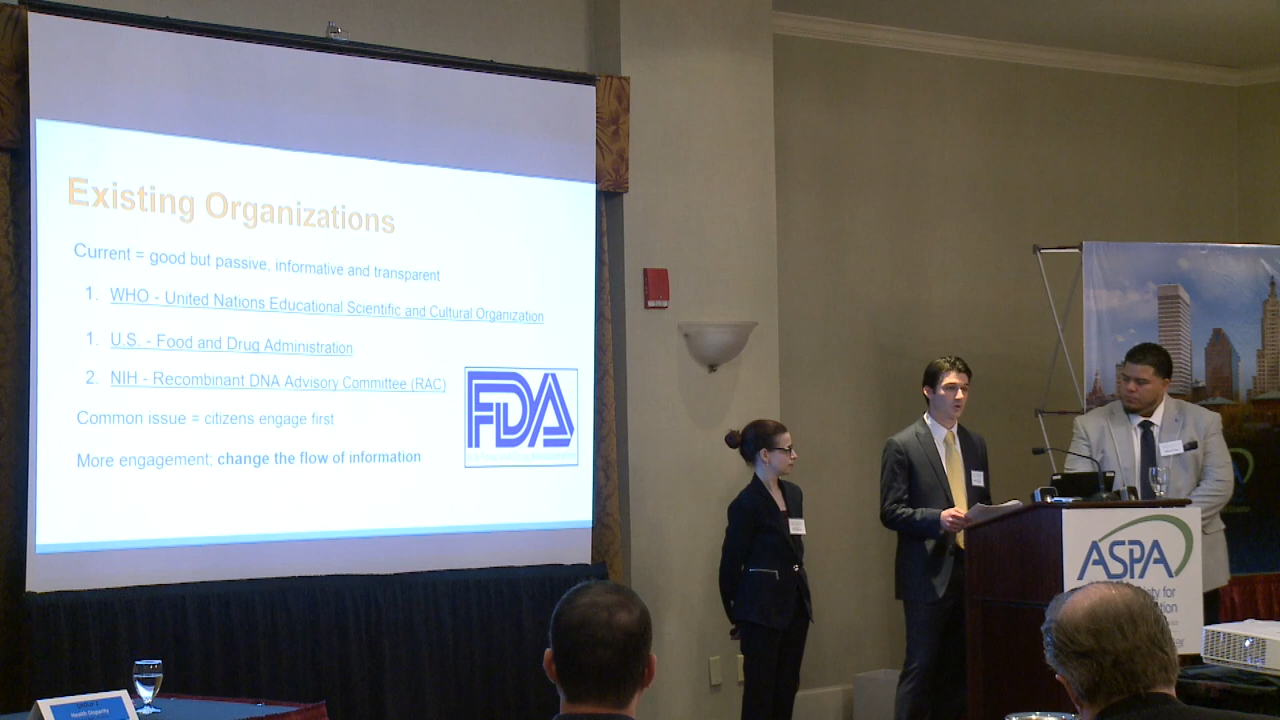 Existing Organizations
Current = good but passive, informative and transparent
1. WHO - United Nations Educational Scientific and Cultural Organization
1. U.S. - Food and Drug Administration
2. NIH - Recombinant DNA Advisory Committee (RAC)
Common issue = citizens engage first
More engagement; change the flow of information
FDA
ASPA
Health Disparity